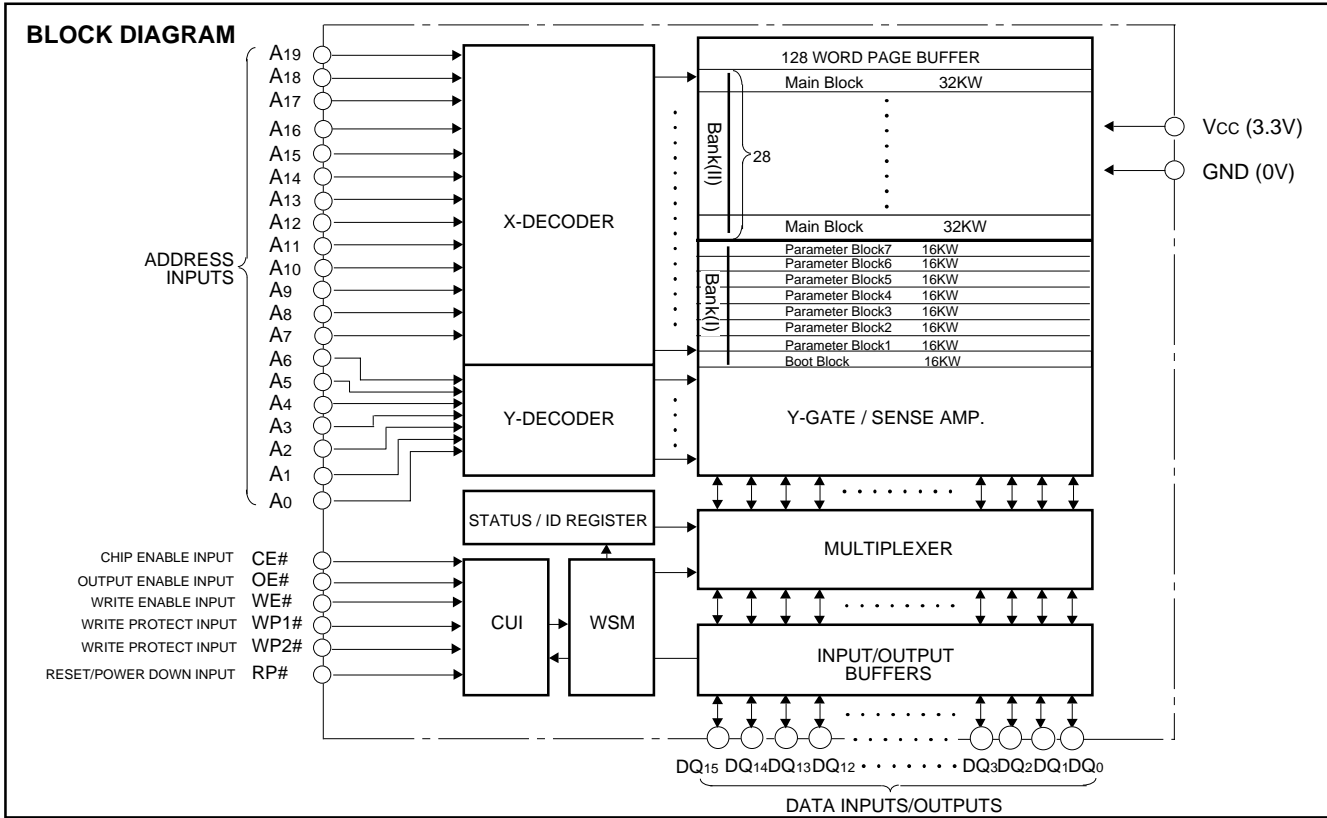 BLOCK DIAGRAM
A19
A18
A17
A16
A15
A14
A13
A12
A11
A10
A9
A8
A7
A6
A5
A4
A3
A2
A1
A0
ADDRESS
INPUTS
X-DECODER
Y-DECODER
128 WORD PAGE BUFFER
Main Block 32KW
Bank(II)
28
Main Block 32KW
Bank(I)
Parameter Block7 16KW
Parameter Block6 16KW
Parameter Block5 16KW
Parameter Block4 16KW
Parameter Block3 16KW
Parameter Block2 16KW
Parameter Block1 16KW
Boot Block 16KW
Y-GATE / SENSE AMP.
VCC (3.3V)
GND (0V)
STATUS / ID REGISTER
MULTIPLEXER
CHIP ENABLE INPUT CE#
OUTPUT ENABLE INPUT OE#
WRITE ENABLE INPUT WE#
WRITE PROTECT INPUT WP1#
WRITE PROTECT INPUT WP2#
RESET/POWER DOWN INPUT RP#
CUI
WSM
INPUT/OUTPUT
BUFFERS
DQ15 DQ14 DQ13 DQ12 DQ3 DQ2 DQ1 DQ0
DATA INPUTS/OUTPUTS